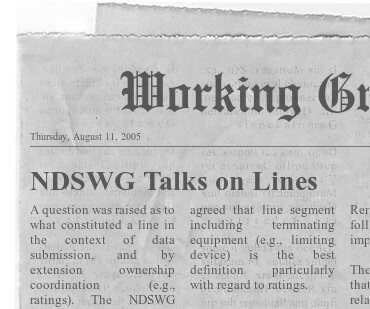 Working Gr
Thursday, August 11, 2005
NDSWG Talks on Lines
A question was raised as to
what constituted a line in
the context of data
submission, and by
extension ownership
coordination (e.g.,
ratings). The NDSWG
agreed that line segment
including terminating
equipment (e.g., limiting
device) is the best
definition particularly
with regard to ratings.
Rer
foll
imp
The
that
rela